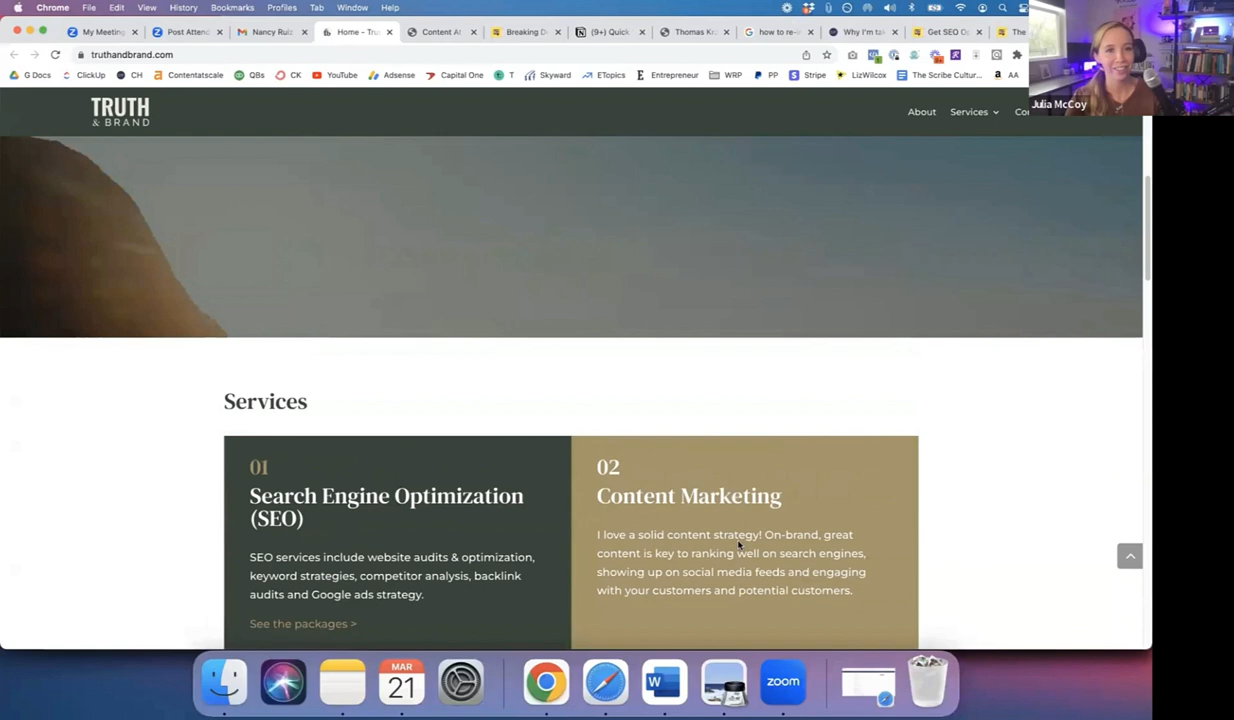 Chrome File Edit View History Bookmarks Profiles Tab Window Help
My Meeting Post Attend Nancy Ruiz Home - Tru Content At Breaking D (9+) Quick Thomas Kr how to re- Why I'm ta Get SEO Op The
truthandbrand.com
G Docs ClickUp CH Contentatscale QBs CK YouTube Adsense Capital One T Skyward ETopics Entrepreneur WRP PP Stripe LizWilcox The Scribe Cultur... AA
Julia McCoy
TRUTH
& BRAND
About Services Co
Services
01
Search Engine Optimization
(SEO)
SEO services include website audits & optimization,
keyword strategies, competitor analysis, backlink
audits and Google ads strategy.
See the packages >
02
Content Marketing
I love a solid content strategy! On-brand, great
content is key to ranking well on search engines,
showing up on social media feeds and engaging
with your customers and potential customers.
MAR
21
W
zoom